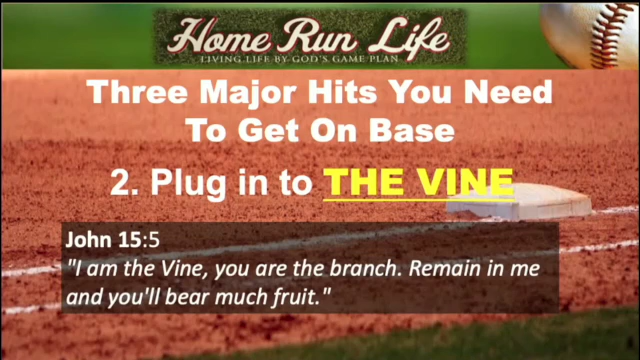 Home Run Life
LIVING LIFE BY GOD'S GAME PLAN
Three Major Hits You Need
To Get On Base
2. Plug in to THE VINE
John 15:5
"I am the Vine, you are the branch. Remain in me
and you'll bear much fruit."